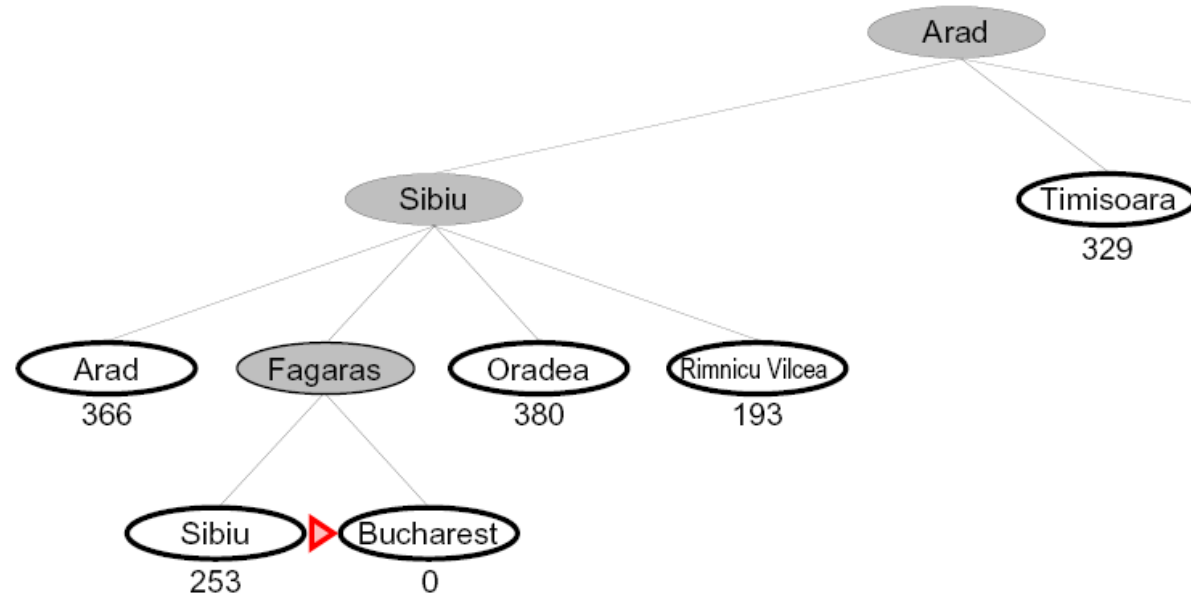 Arad
Sibiu
Timisoara
329
Arad
Fagaras
Oradea
Rimnicu Vilcea
366
380
193
Sibiu
Bucharest
253
0